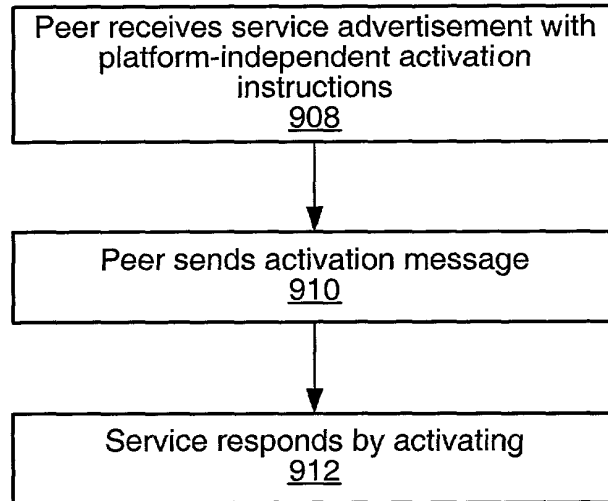 Peer receives service advertisement with
platform-independent activation
instructions
908
Peer sends activation message
910
Service responds by activating
912